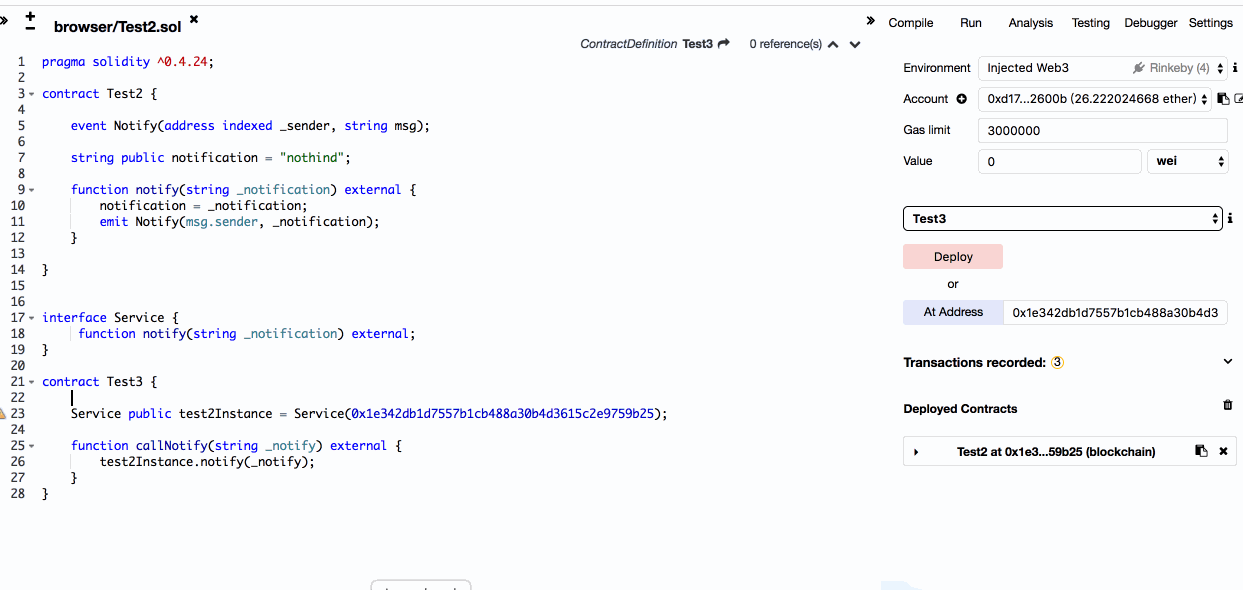 browser/Test2.sol
ContractDefinition Test3 0 reference(s)
1 pragma solidity ^0.4.24;
2
3 contract Test2 {
4
5 event Notify(address indexed _sender, string msg);
6
7 string public notification = "nothind";
8
9 function notify(string _notification) external {
10 notification = _notification;
11 emit Notify(msg.sender, _notification);
12 }
13
14 }
15
16
17 interface Service {
18 function notify(string _notification) external;
19 }
20
21 contract Test3 {
22
23 Service public test2Instance = Service(0x1e342db1d7557b1cb488a30b4d3615c2e9759b25);
24
25 function callNotify(string _notify) external {
26 test2Instance.notify(_notify);
27 }
28 }
Compile Run Analysis Testing Debugger Settings
Environment Injected Web3 Rinkeby (4)
Account 0xd17...2600b (26.222024668 ether)
Gas limit 3000000
Value 0 wei
Test3
Deploy
or
At Address 0x1e342db1d7557b1cb488a30b4d3
Transactions recorded: 3
Deployed Contracts
Test2 at 0x1e3...59b25 (blockchain)